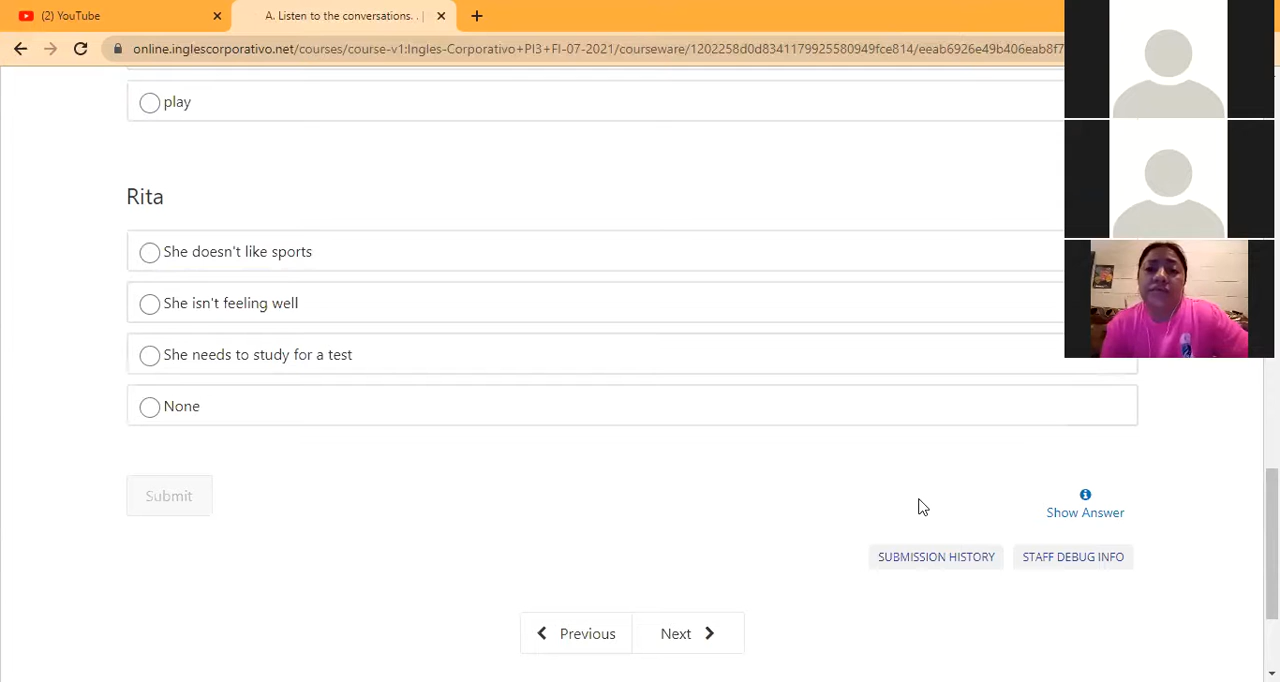 (2) YouTube
A. Listen to the conversations. . |
online.inglescorporativo.net/courses/course-v1:Ingles-Corporativo+PI3+FI-07-2021/courseware/1202258d0d8341179925580949fce814/eeab6926e49b406eab8f7
play
Rita
She doesn't like sports
She isn't feeling well
She needs to study for a test
None
Submit
Show Answer
SUBMISSION HISTORY
STAFF DEBUG INFO
Previous
Next